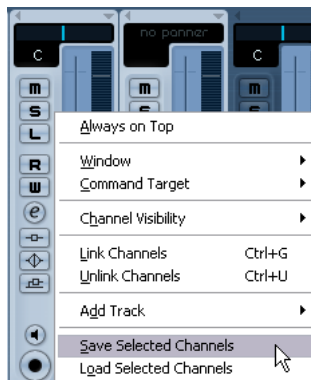 no panner
C
C
m
m
m
S
S
S
L
R
W
e
Always on Top
Window
Command Target
Channel Visibility
Link Channels Ctrl+G
Unlink Channels Ctrl+U
Add Track
Save Selected Channels
Load Selected Channels